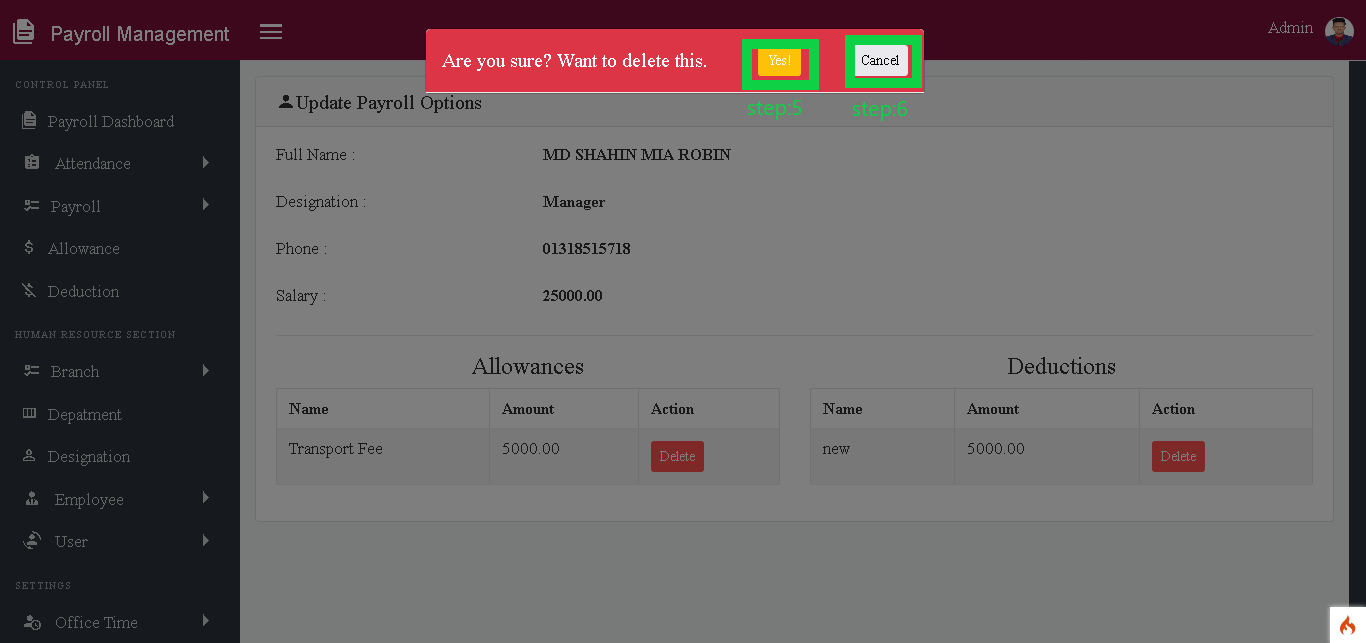 Payroll Management
Admin
Are you sure? Want to delete this. Yes! Cancel
step:5 step:6
CONTROL PANEL
Payroll Dashboard
Attendance
Payroll
Allowance
Deduction
HUMAN RESOURCE SECTION
Branch
Depatment
Designation
Employee
User
SETTINGS
Office Time
Update Payroll Options
Full Name : MD SHAHIN MIA ROBIN
Designation : Manager
Phone : 01318515718
Salary : 25000.00
Allowances
Name Amount Action
Transport Fee 5000.00 Delete
Deductions
Name Amount Action
new 5000.00 Delete